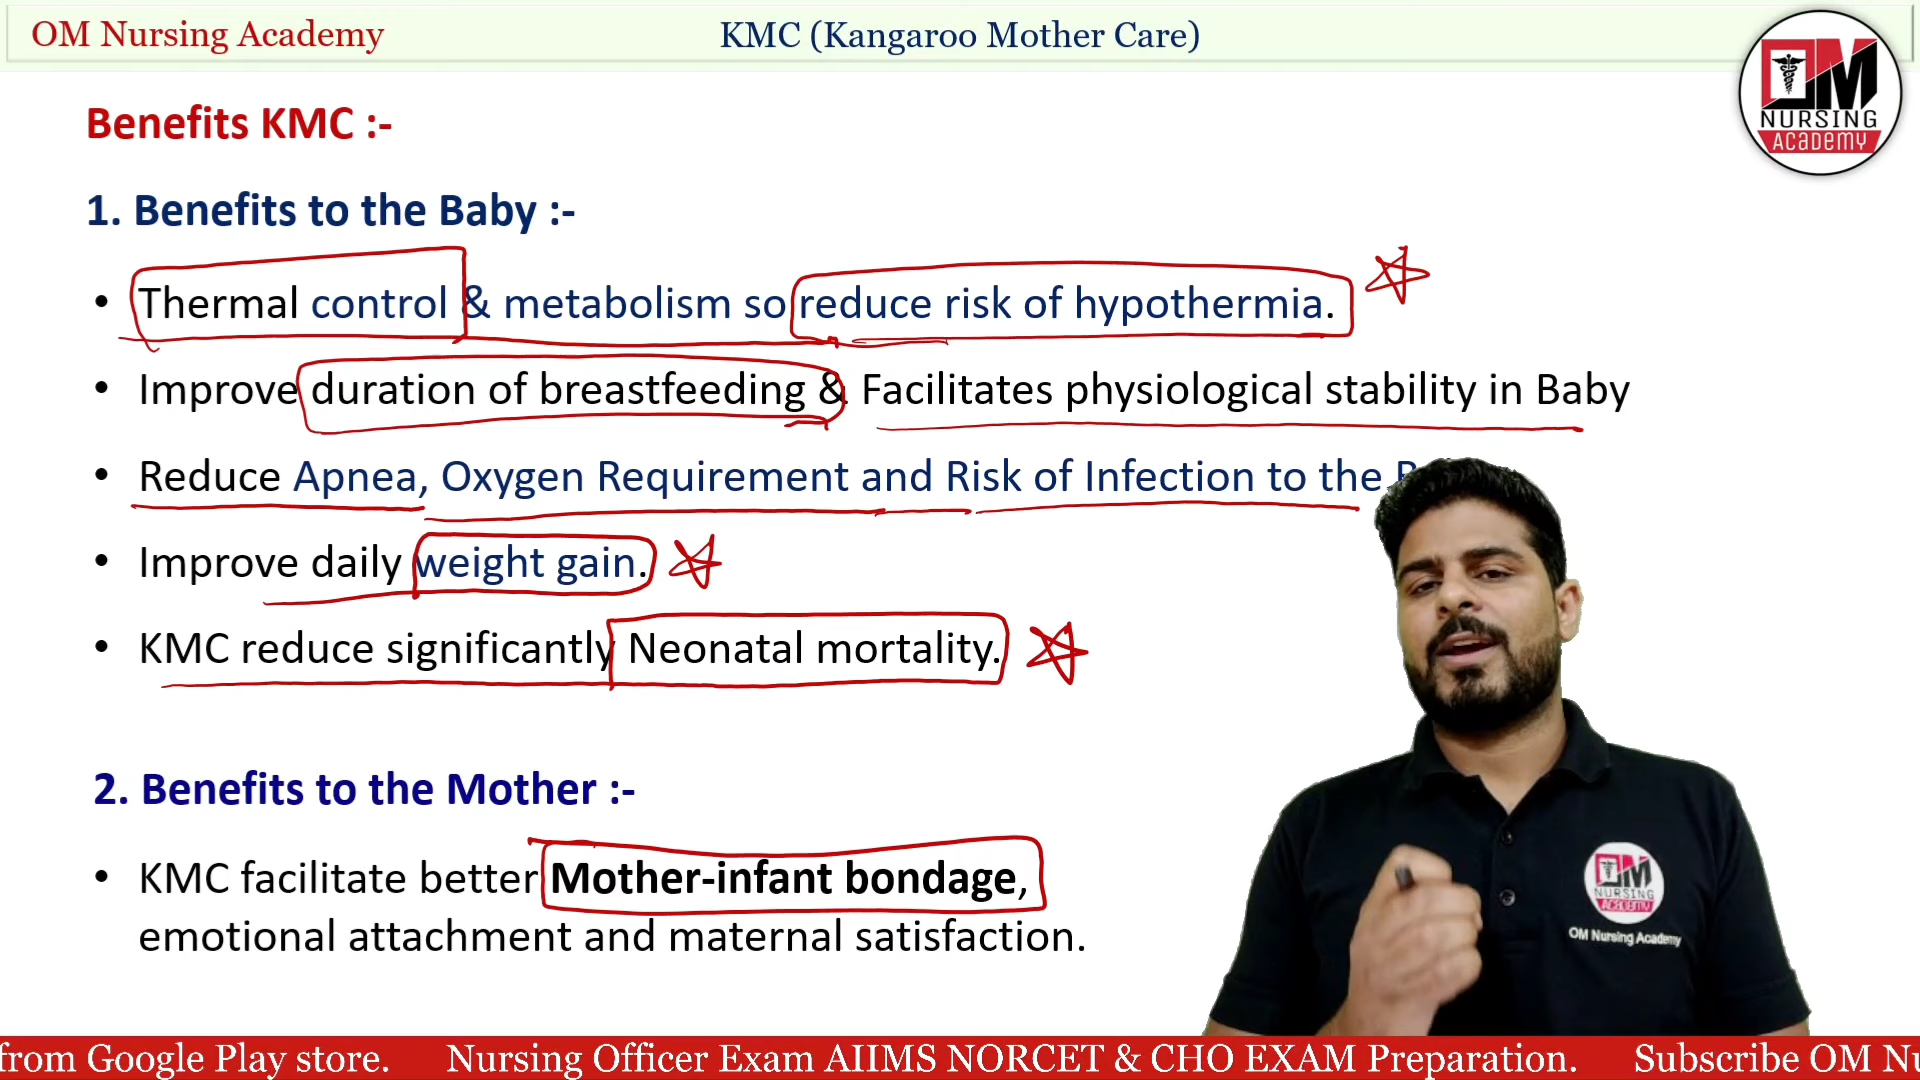 OM Nursing Academy
KMC (Kangaroo Mother Care)
OM
NURSING
ACADEMY
Benefits KMC :-
1. Benefits to the Baby :-
• Thermal control & metabolism so reduce risk of hypothermia.
• Improve duration of breastfeeding & Facilitates physiological stability in Baby
• Reduce Apnea, Oxygen Requirement and Risk of Infection to the
• Improve daily weight gain.
• KMC reduce significantly Neonatal mortality.
2. Benefits to the Mother :-
• KMC facilitate better Mother-infant bondage,
emotional attachment and maternal satisfaction.
OM
NURSING
ACADEMY
OM Nursing Academy
from Google Play store. Nursing Officer Exam AIIMS NORCET & CHO EXAM Preparation. Subscribe OM